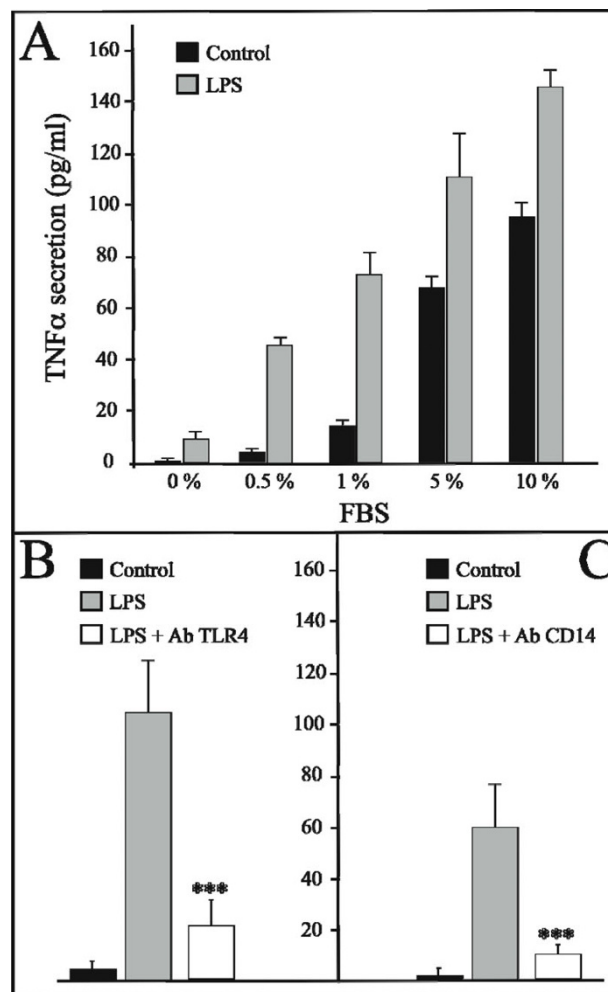 A
Control
LPS
TNFα secretion (pg/ml)
160
140
120
100
80
60
40
20
0
0 %
0.5 %
1 %
5 %
10 %
FBS
B
Control
LPS
LPS + Ab TLR4
***
C
Control
LPS
LPS + Ab CD14
160
140
120
100
80
60
40
20
***